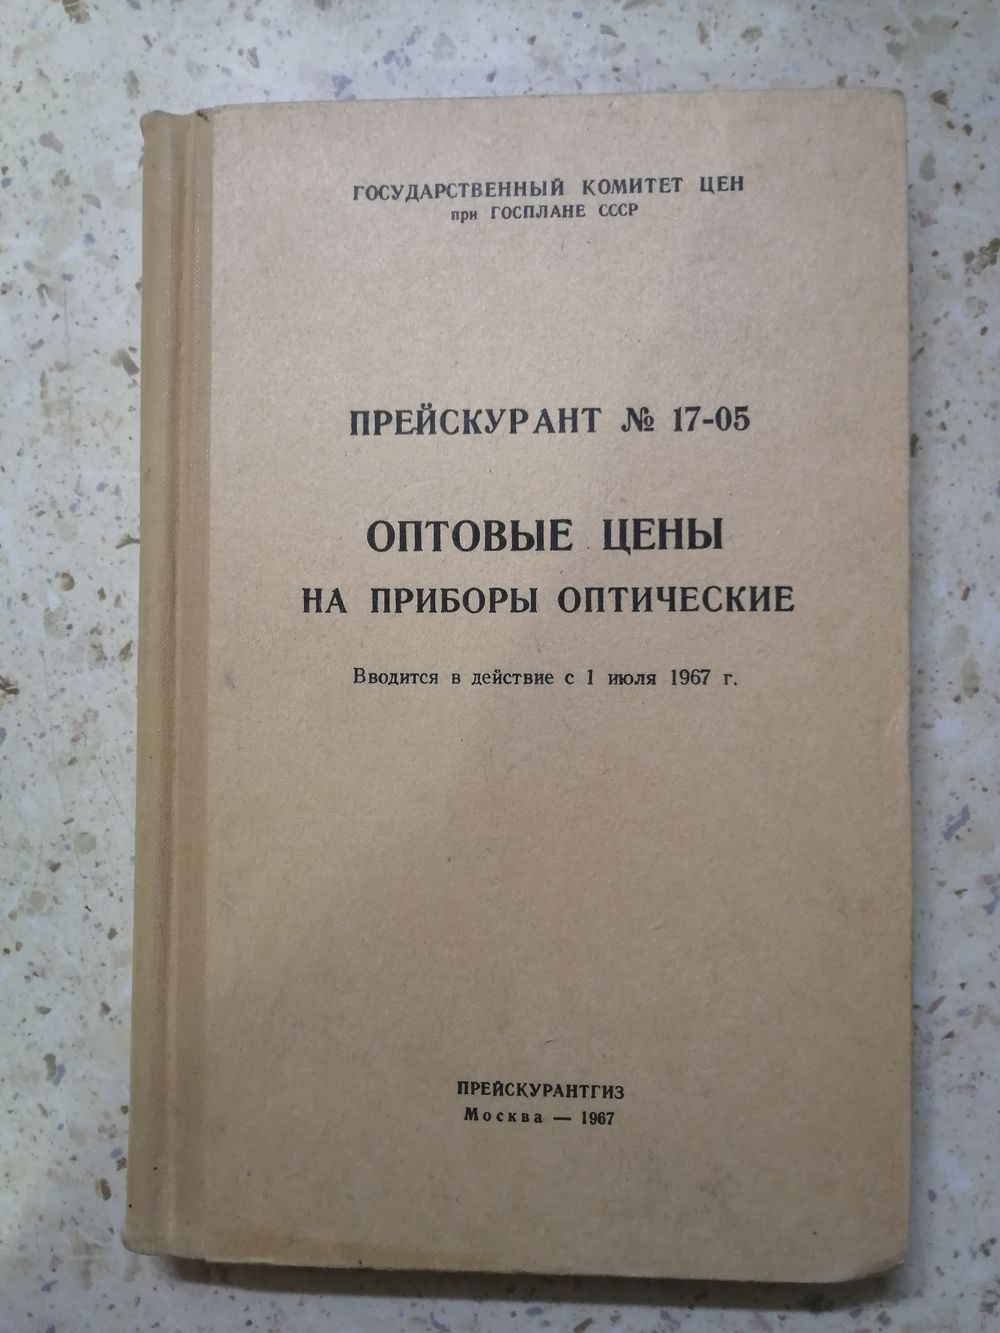 ГОСУДАРСТВЕННЫЙ КОМИТЕТ ЦЕН
при ГОСПЛАНЕ СССР
ПРЕЙСКУРАНТ № 17-05
ОПТОВЫЕ ЦЕНЫ
НА ПРИБОРЫ ОПТИЧЕСКИЕ
Вводится в действие с 1 июля 1967 г.
ПРЕЙСКУРАНТГИЗ
Москва — 1967